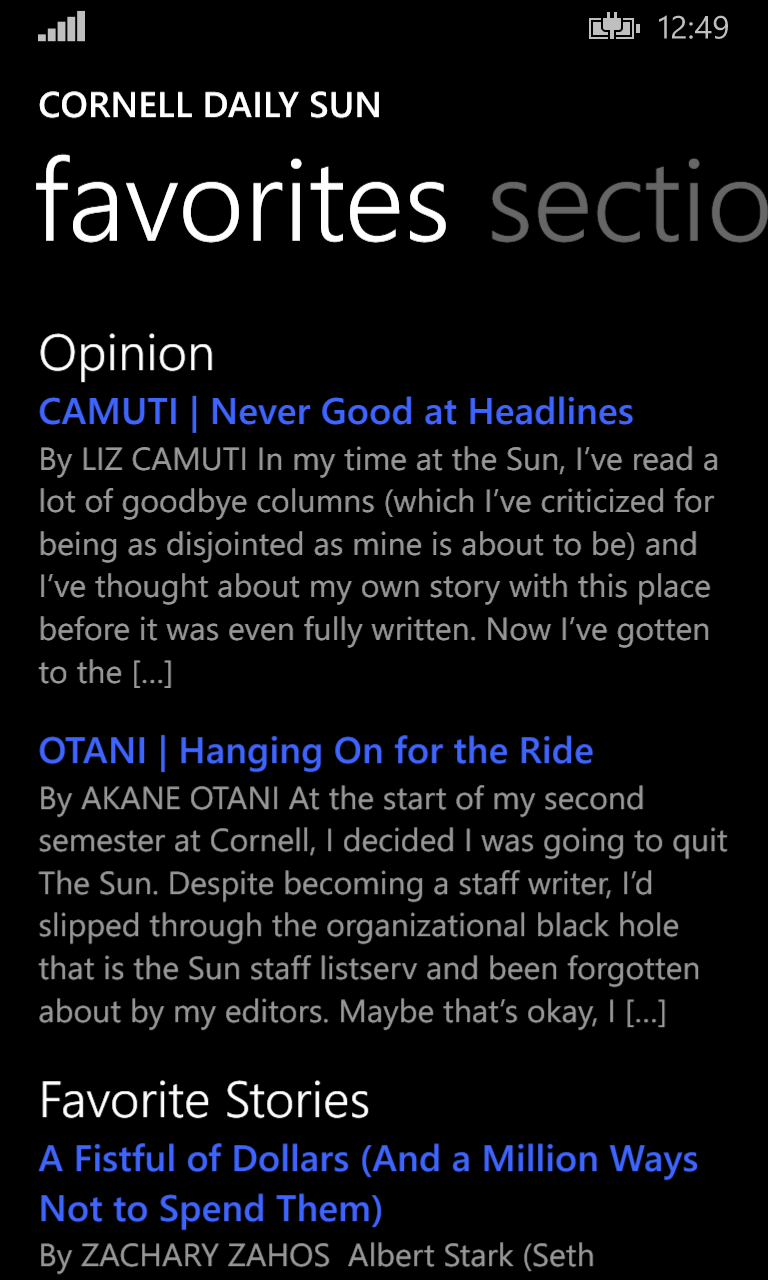 12:49
CORNELL DAILY SUN
favorites sectio
Opinion
CAMUTI | Never Good at Headlines
By LIZ CAMUTI In my time at the Sun, I’ve read a
lot of goodbye columns (which I’ve criticized for
being as disjointed as mine is about to be) and
I’ve thought about my own story with this place
before it was even fully written. Now I’ve gotten
to the [...]
OTANI | Hanging On for the Ride
By AKANE OTANI At the start of my second
semester at Cornell, I decided I was going to quit
The Sun. Despite becoming a staff writer, I’d
slipped through the organizational black hole
that is the Sun staff listserv and been forgotten
about by my editors. Maybe that’s okay, I [...]
Favorite Stories
A Fistful of Dollars (And a Million Ways
Not to Spend Them)
By ZACHARY ZAHOS  Albert Stark (Seth